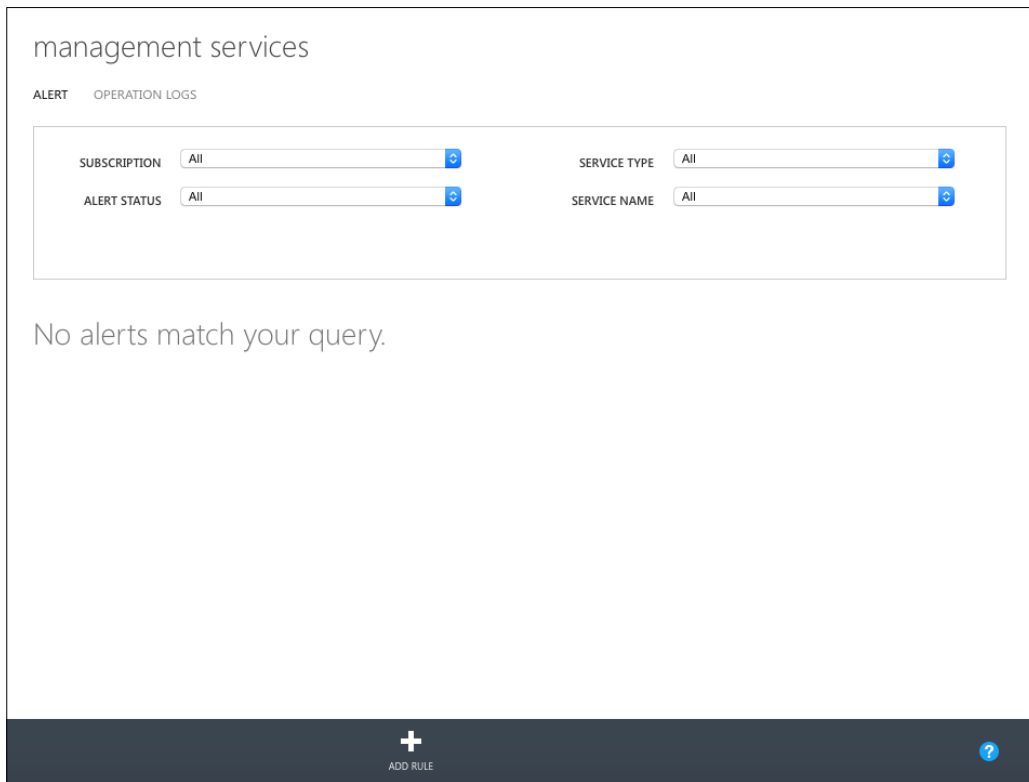 management services
ALERT OPERATION LOGS
SUBSCRIPTION All SERVICE TYPE All
ALERT STATUS All SERVICE NAME All
No alerts match your query.
ADD RULE
?